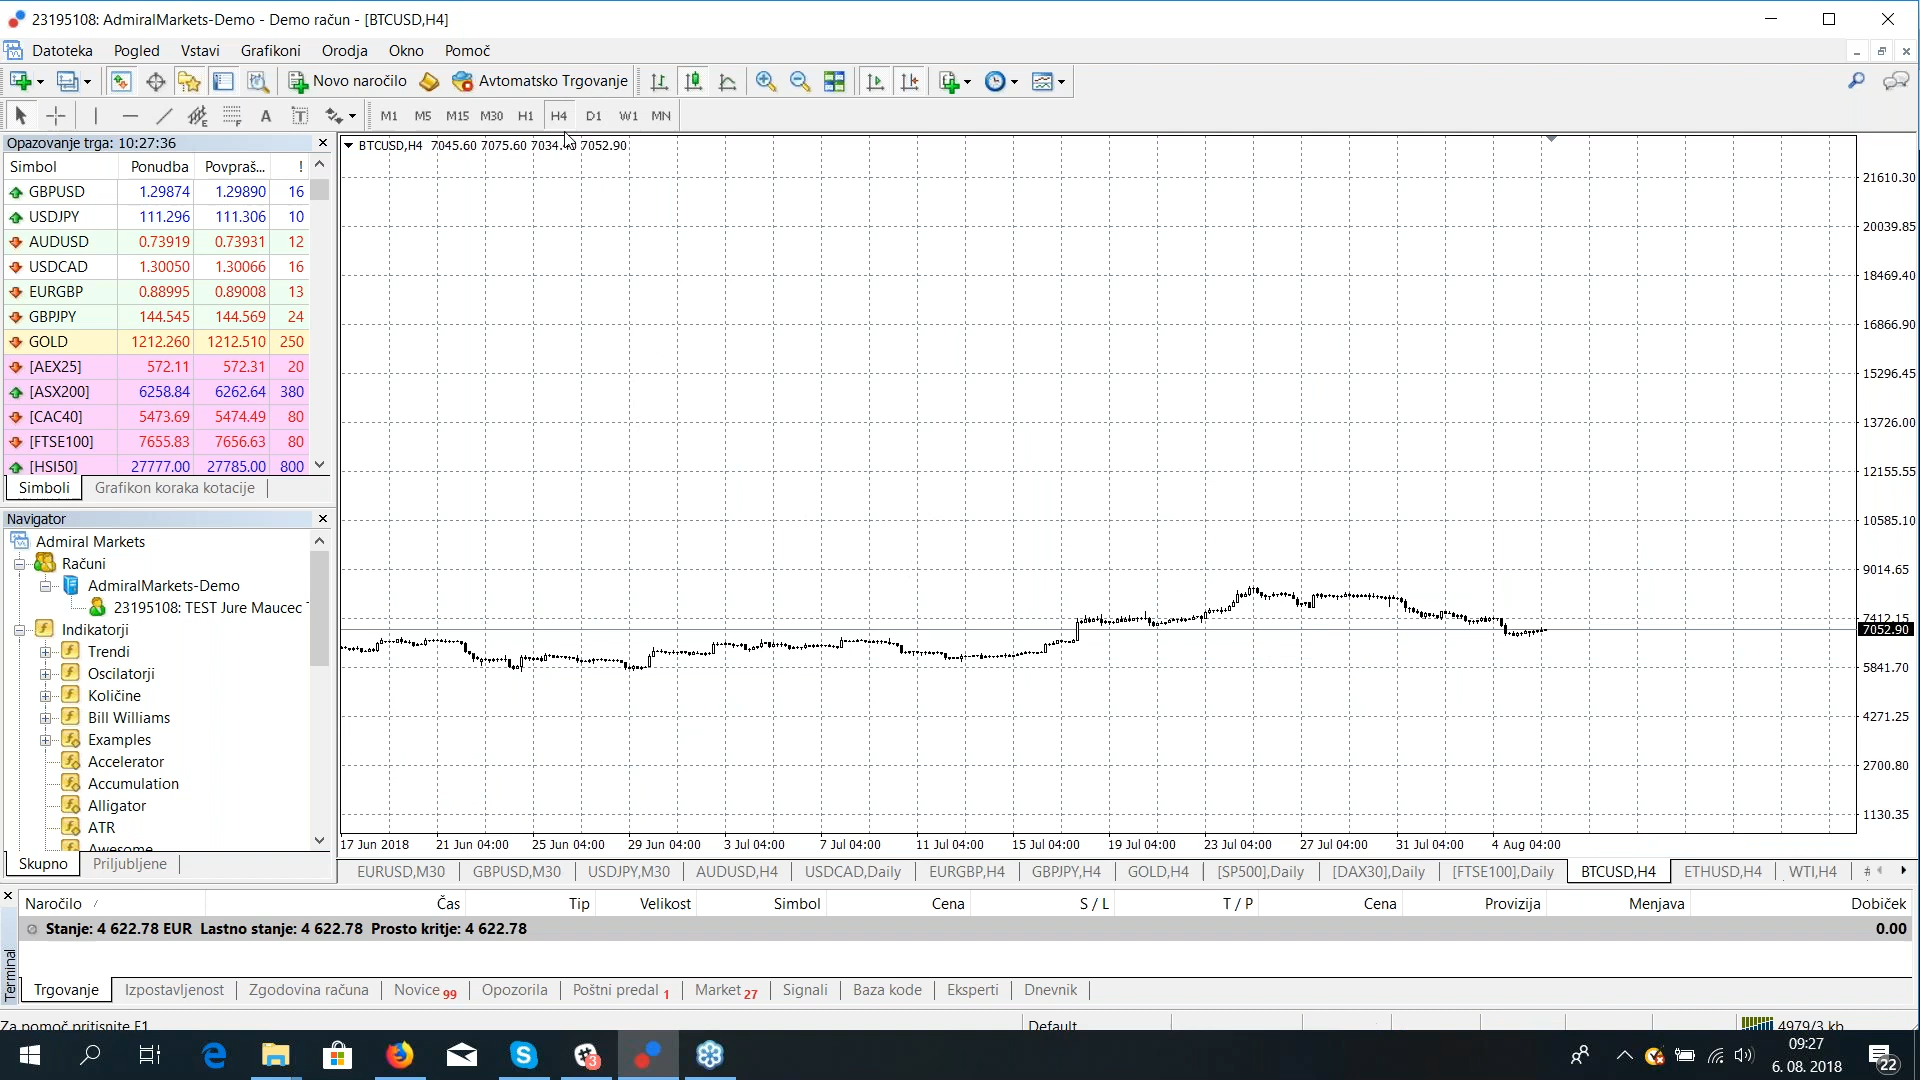 23195108: AdmiralMarkets-Demo - Demo račun - [BTCUSD,H4]
Datoteka Pogled Vstavi Grafikoni Orodja Okno Pomoč
Novo naročilo Avtomatsko Trgovanje
A T M1 M5 M15 M30 H1 H4 D1 W1 MN
Opazovanje trga: 10:27:36
Simbol Ponudba Povpraš... !
GBPUSD 1.29874 1.29890 16
USDJPY 111.296 111.306 10
AUDUSD 0.73919 0.73931 12
USDCAD 1.30050 1.30066 16
EURGBP 0.88995 0.89008 13
GBPJPY 144.545 144.569 24
GOLD 1212.260 1212.510 250
[AEX25] 572.11 572.31 20
[ASX200] 6258.84 6262.64 380
[CAC40] 5473.69 5474.49 80
[FTSE100] 7655.83 7656.63 80
[HSI50] 27777.00 27785.00 800
Simboli Grafikon koraka kotacije
Navigator
Admiral Markets
Računi
AdmiralMarkets-Demo
23195108: TEST Jure Maucec
Indikatorji
Trendi
Oscilatorji
Količine
Bill Williams
Examples
Accelerator
Accumulation
Alligator
ATR
Awesome
Skupno Priljubljene
BTCUSD,H4 7045.60 7075.60 7052.90
21610.30
20039.85
18469.40
16866.90
15296.45
13726.00
12155.55
10585.10
9014.65
7412.15
7052.90
5841.70
4271.25
2700.80
1130.35
17 Jun 2018 21 Jun 04:00 25 Jun 04:00 29 Jun 04:00 3 Jul 04:00 7 Jul 04:00 11 Jul 04:00 15 Jul 04:00 19 Jul 04:00 23 Jul 04:00 27 Jul 04:00 31 Jul 04:00 4 Aug 04:00
EURUSD,M30 GBPUSD,M30 USDJPY,M30 AUDUSD,H4 USDCAD,Daily EURGBP,H4 GBPJPY,H4 GOLD,H4 [SP500],Daily [DAX30],Daily [FTSE100],Daily BTCUSD,H4 ETHUSD,H4 WTI,H4
Naročilo Čas Tip Velikost Simbol Cena S / L T / P Cena Provizija Menjava Dobiček
Stanje: 4 622.78 EUR Lastno stanje: 4 622.78 Prosto kritje: 4 622.78 0.00
Terminal
Trgovanje Izpostavljenost Zgodovina računa Novice 99 Opozorila Poštni predal 1 Market 27 Signali Baza kode Eksperti Dnevnik
Za pomoč pritisnite F1 Default 4979/3 kb
09:27
6. 08. 2018
3
22